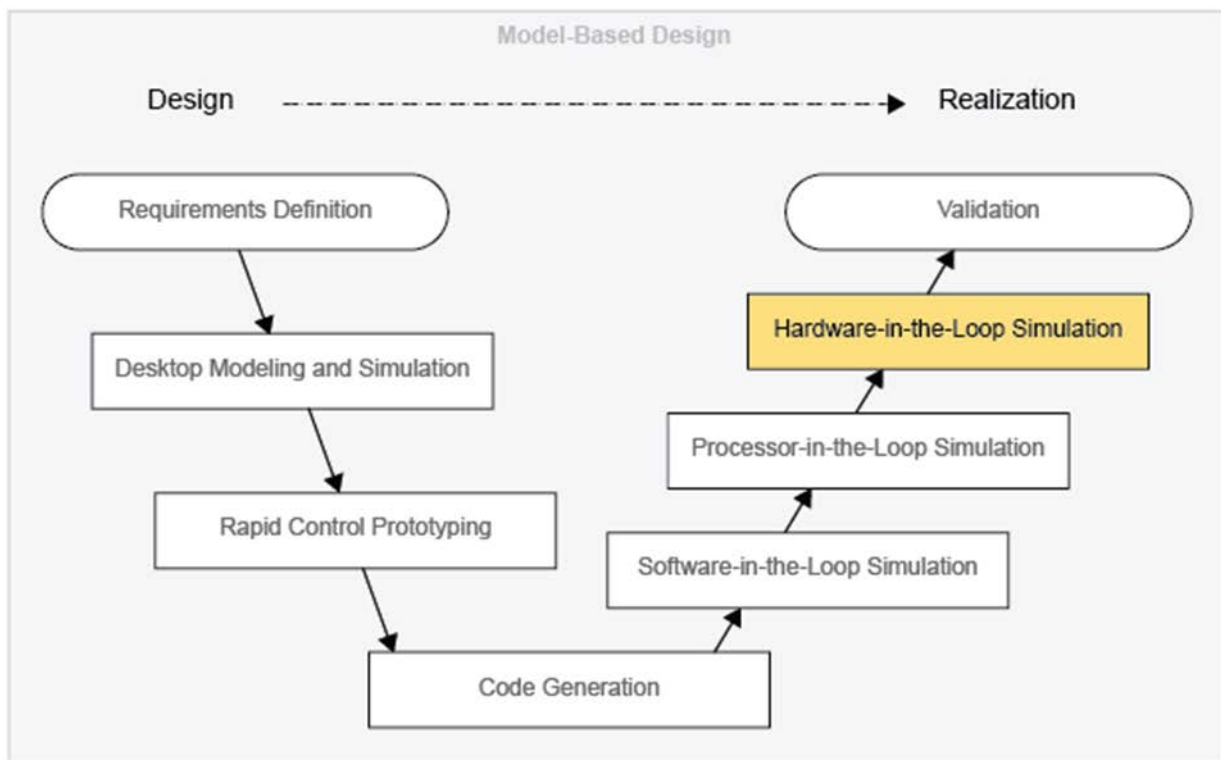 Model-Based Design
Design
Realization
Requirements Definition
Validation
Hardware-in-the-Loop Simulation
Desktop Modeling and Simulation
Processor-in-the-Loop Simulation
Rapid Control Prototyping
Software-in-the-Loop Simulation
Code Generation